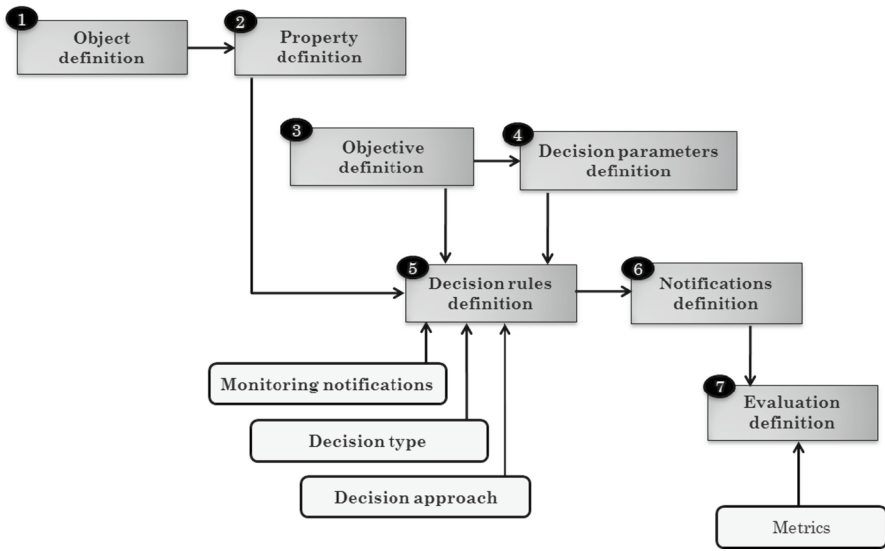 1
Object
definition
2
Property
dcfinition
3
Objective
definition
4
Decision parameters
definition
5
Decision rules
definition
6
Notifications
definition
Monitoring notifications
Decision type
Decision approach
7
Evaluation
definition
Metrics